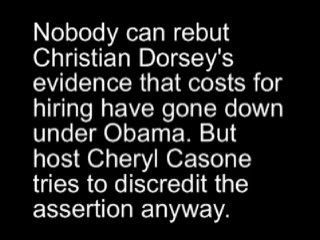 Nobody can rebut
Christian Dorsey's
evidence that costs for
hiring have gone down
under Obama. But
host Cheryl Casone
tries to discredit the
assertion anyway.